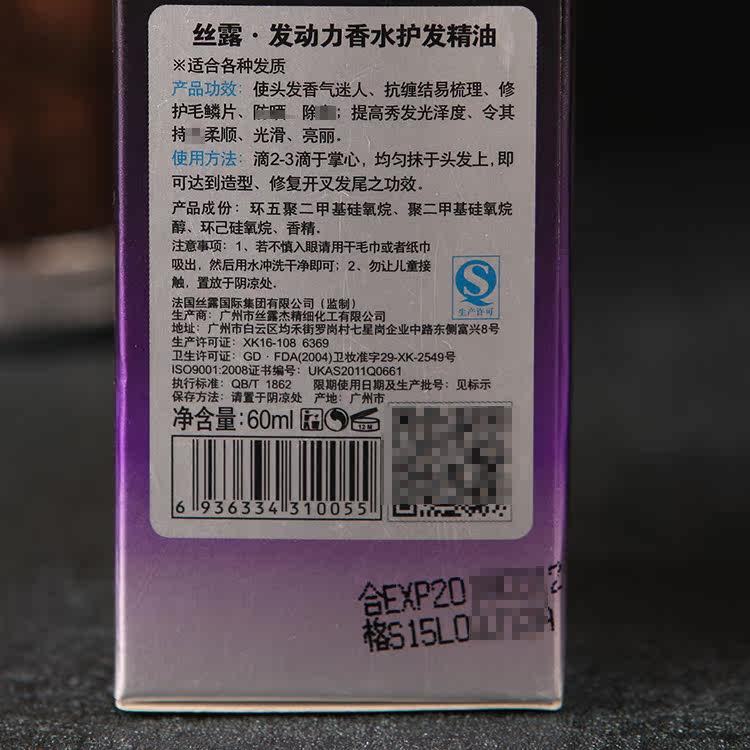 丝露·发动力香水护发精油
※适合各种发质
产品功效: 使头发香气迷人、抗缠结易梳理、修
护毛鳞片、防晒 除 ; 提高秀发光泽度、令其
持 柔顺、光滑、亮丽.
使用方法: 滴2-3滴于掌心, 均匀抹于头发上, 即
可达到造型、修复开叉发尾之功效.
产品成份: 环五聚二甲基硅氧烷、聚二甲基硅氧烷
醇、环己硅氧烷、香精.
注意事项: 1、若不慎入眼请用干毛巾或者纸巾
吸出, 然后用水冲洗干净即可; 2、勿让儿童接
触, 置放于阴凉处.
生产许可
法国丝露国际集团有限公司 (监制)
生产商: 广州市丝露杰精细化工有限公司
地址: 广州市白云区均禾街罗岗村七星岗企业中路东侧富兴8号
生产许可证: XK16-108 6369
卫生许可证: GD·FDA(2004)卫妆准字29-XK-2549号
ISO9001:2008证书编号: UKAS2011Q0661
执行标准: QB/T 1862 限期使用日期及生产批号: 见标示
保存方法: 请置于阴凉处 产地: 广州市
净含量:60ml 12M
6 936334 310055
合EXP20 2
格S15L0 A